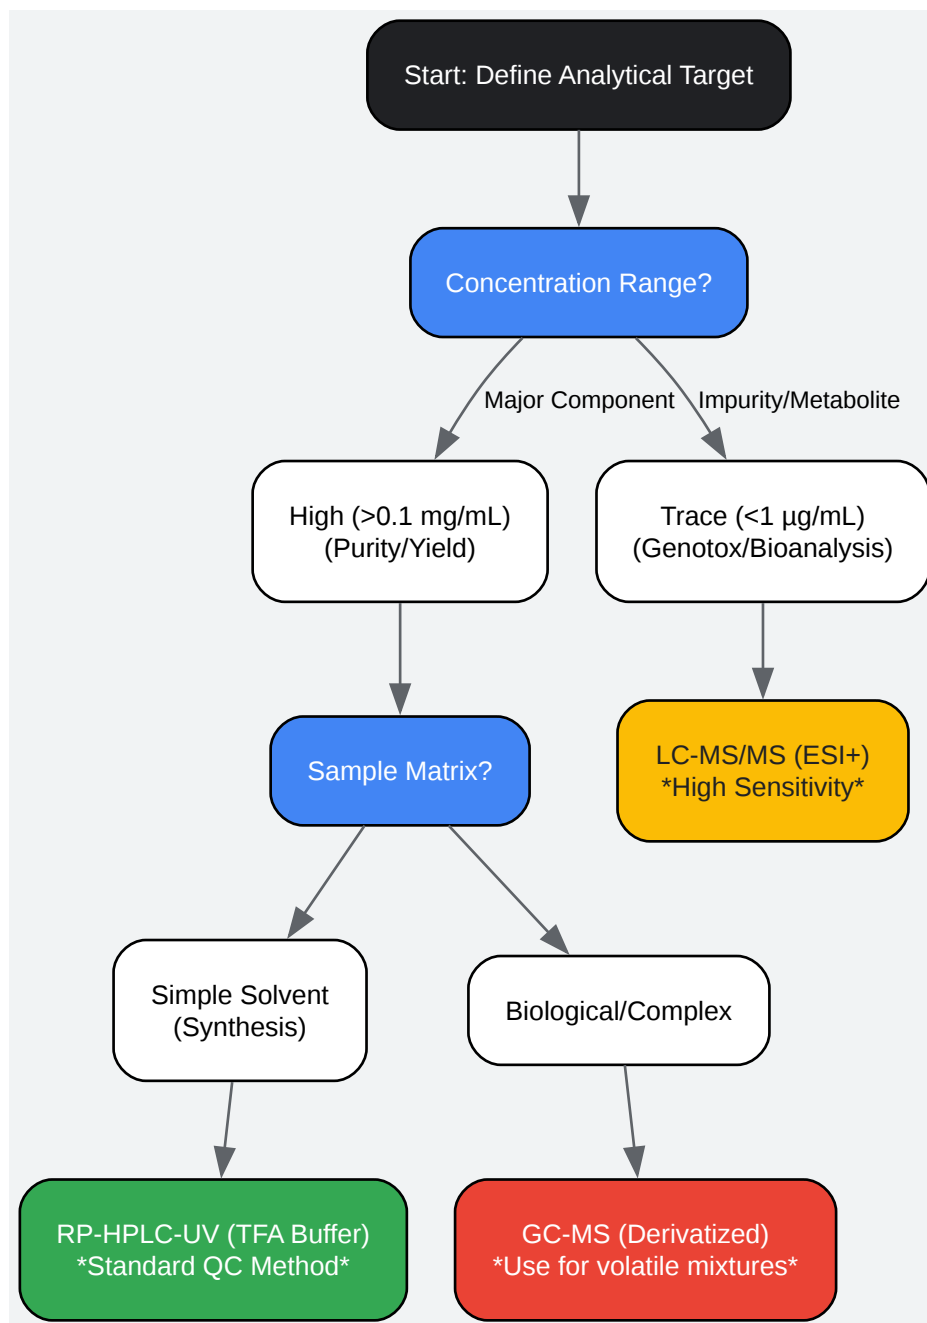 Start: Define Analytical Target
Concentration Range?
Major Component
Impurity/Metabolite
High (>0.1 mg/mL)
(Purity/Yield)
Trace (<1 µg/mL)
(Genotox/Bioanalysis)
Sample Matrix?
LC-MS/MS (ESI+)
*High Sensitivity*
Simple Solvent
(Synthesis)
Biological/Complex
RP-HPLC-UV (TFA Buffer)
*Standard QC Method*
GC-MS (Derivatized)
*Use for volatile mixtures*